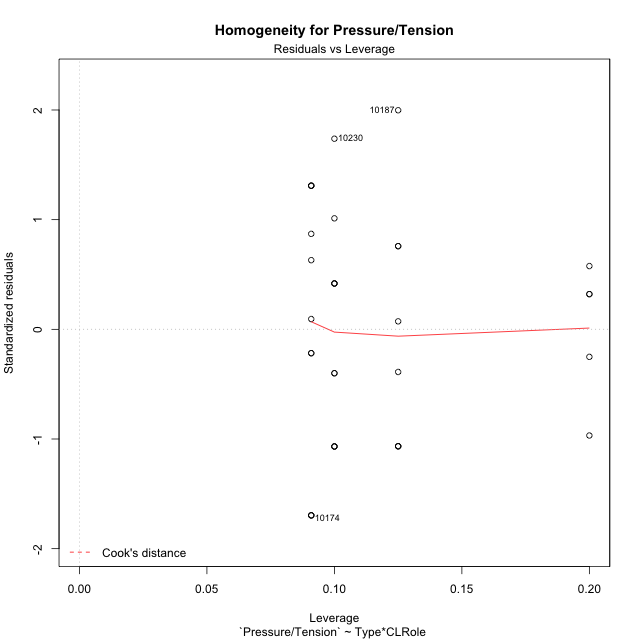 Homogeneity for Pressure/Tension
Residuals vs Leverage
10187
10230
10174
2
1
0
-1
-2
Standardized residuals
Cook's distance
0.00 0.05 0.10 0.15 0.20
Leverage
`Pressure/Tension` ~ Type*CLRole